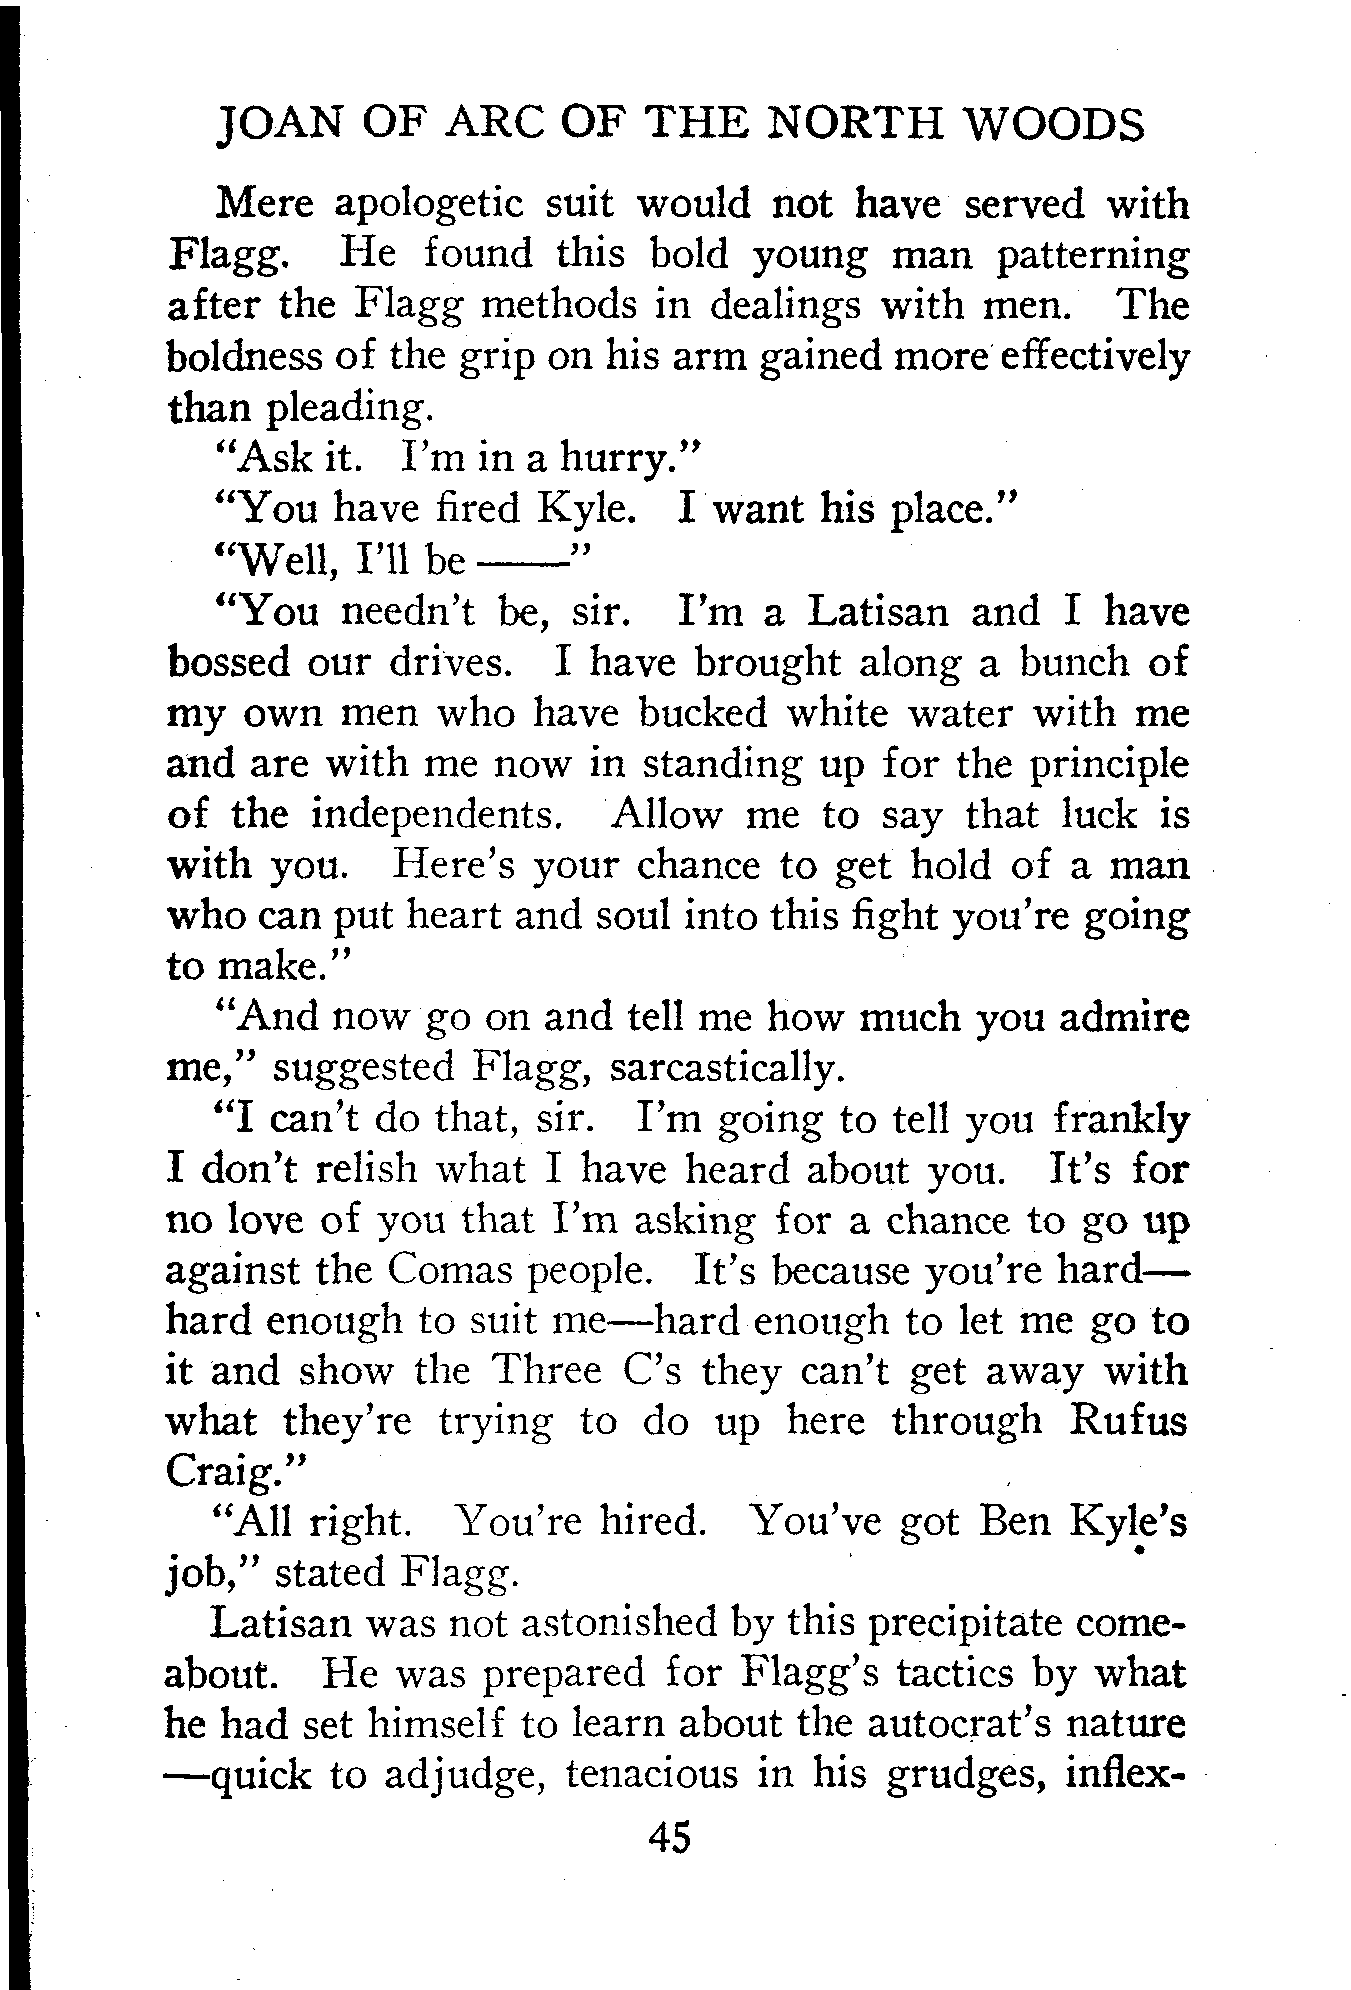 JOAN OF ARC OF THE NORTH WOODS
Mere apologetic suit would not have served with
Flagg. He found this bold young man patterning
after the Flagg methods in dealings with men. The
boldness of the grip on his arm gained more effectively
than pleading.
"Ask it. I'm in a hurry."
"You have fired Kyle. I want his place."
"Well, I'll be ——"
"You needn't be, sir. I'm a Latisan and I have
bossed our drives. I have brought along a bunch of
my own men who have bucked white water with me
and are with me now in standing up for the principle
of the independents. Allow me to say that luck is
with you. Here's your chance to get hold of a man
who can put heart and soul into this fight you're going
to make."
"And now go on and tell me how much you admire
me," suggested Flagg, sarcastically.
"I can't do that, sir. I'm going to tell you frankly
I don't relish what I have heard about you. It's for
no love of you that I'm asking for a chance to go up
against the Comas people. It's because you're hard—
hard enough to suit me—hard enough to let me go to
it and show the Three C's they can't get away with
what they're trying to do up here through Rufus
Craig."
"All right. You're hired. You've got Ben Kyle's
job," stated Flagg.
Latisan was not astonished by this precipitate come-
about. He was prepared for Flagg's tactics by what
he had set himself to learn about the autocrat's nature
—quick to adjudge, tenacious in his grudges, inflex-
45